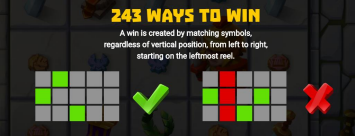 243 WAYS TO WIN
A win is created by matching symbols,
regardless of vertical position, from left to right,
starting on the leftmost reel.